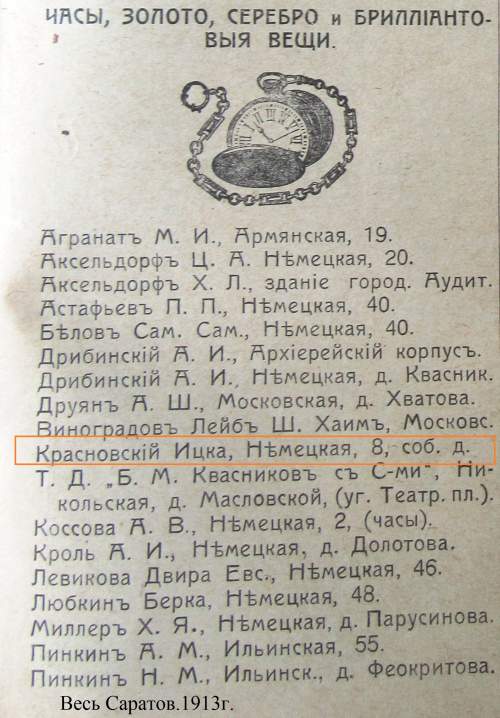 ЧАСЫ, ЗОЛОТО, СЕРЕБРО и БРИЛЛІАНТО-
ВЫЯ ВЕЩИ.
Агранатъ М. И., Армянская, 19.
Аксельдорфъ Ц. А. Нѣмецкая, 20.
Аксельдорфъ Х. Л., зданіе город. Аудит.
Астафьевъ П. П., Нѣмецкая, 40.
Бѣловъ Сам. Сам., Нѣмецкая, 40.
Дрибинскій А. И., Архіерейскій корпусъ.
Дрибинскій А. И., Нѣмецкая, д. Квасник.
Друянъ А. Ш., Московская, д. Хватова.
Виноградовъ Лейбъ Ш. Хаимъ, Московс.
Красновскій Ицка, Нѣмецкая, 8, соб. д.
Т. Д. „Б. М. Квасниковъ съ С-ми", Ни-
кольская, д. Масловской, (уг. Театр. пл.).
Коссова А. В., Нѣмецкая, 2, (часы).
Кроль А. И., Нѣмецкая, д. Долотова.
Левикова Двира Евс., Нѣмецкая, 46.
Любкинъ Берка, Нѣмецкая, 48.
Миллеръ Х. Я., Нѣмецкая, д. Парусинова.
Пинкинъ А. М., Ильинская, 55.
Пинкинъ Н. М., Ильинск., д. Феокритова.
Весь Саратов.1913г.